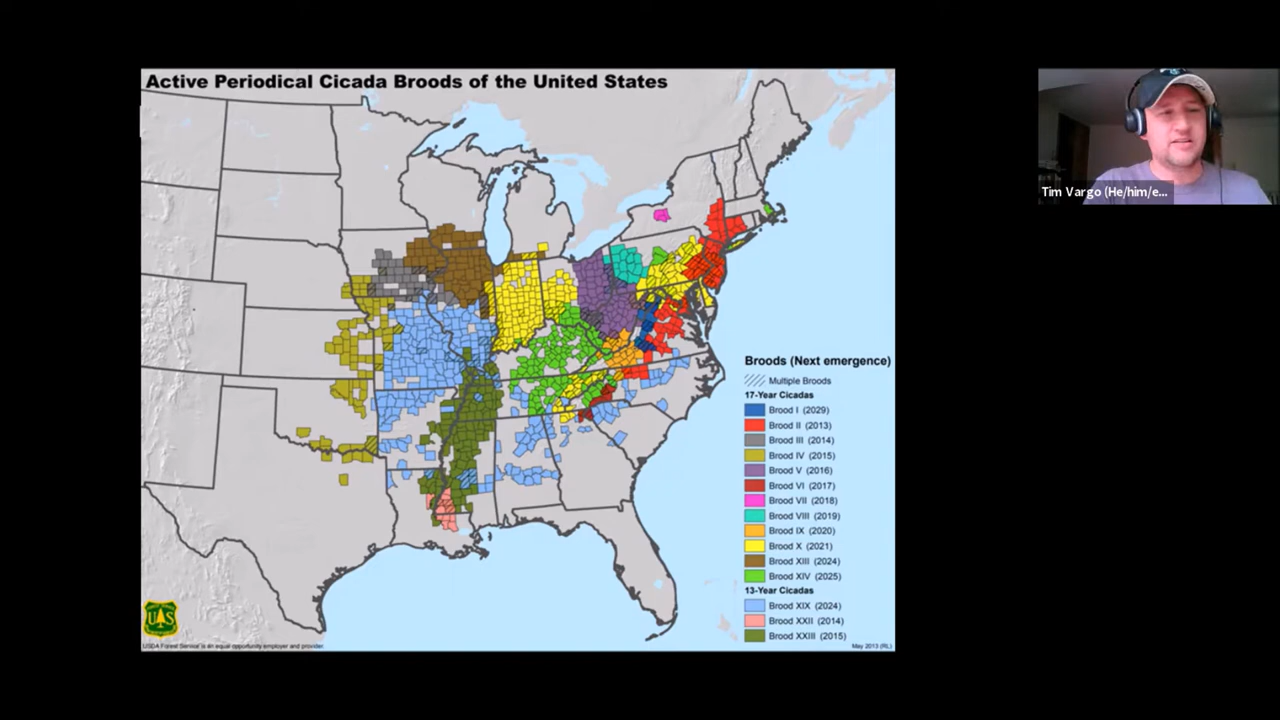 Active Periodical Cicada Broods of the United States
Tim Vargo (He/him/e...
Broods (Next emergence)
Multiple Broods
17-Year Cicadas
Brood I (2029)
Brood II (2013)
Brood III (2014)
Brood IV (2015)
Brood V (2016)
Brood VI (2017)
Brood VII (2018)
Brood VIII (2019)
Brood IX (2020)
Brood X (2021)
Brood XIII (2024)
Brood XIV (2025)
13-Year Cicadas
Brood XIX (2024)
Brood XXII (2014)
Brood XXIII (2015)
US
USDA Forest Service is an equal opportunity employer and provider.
May 2013 (RL)